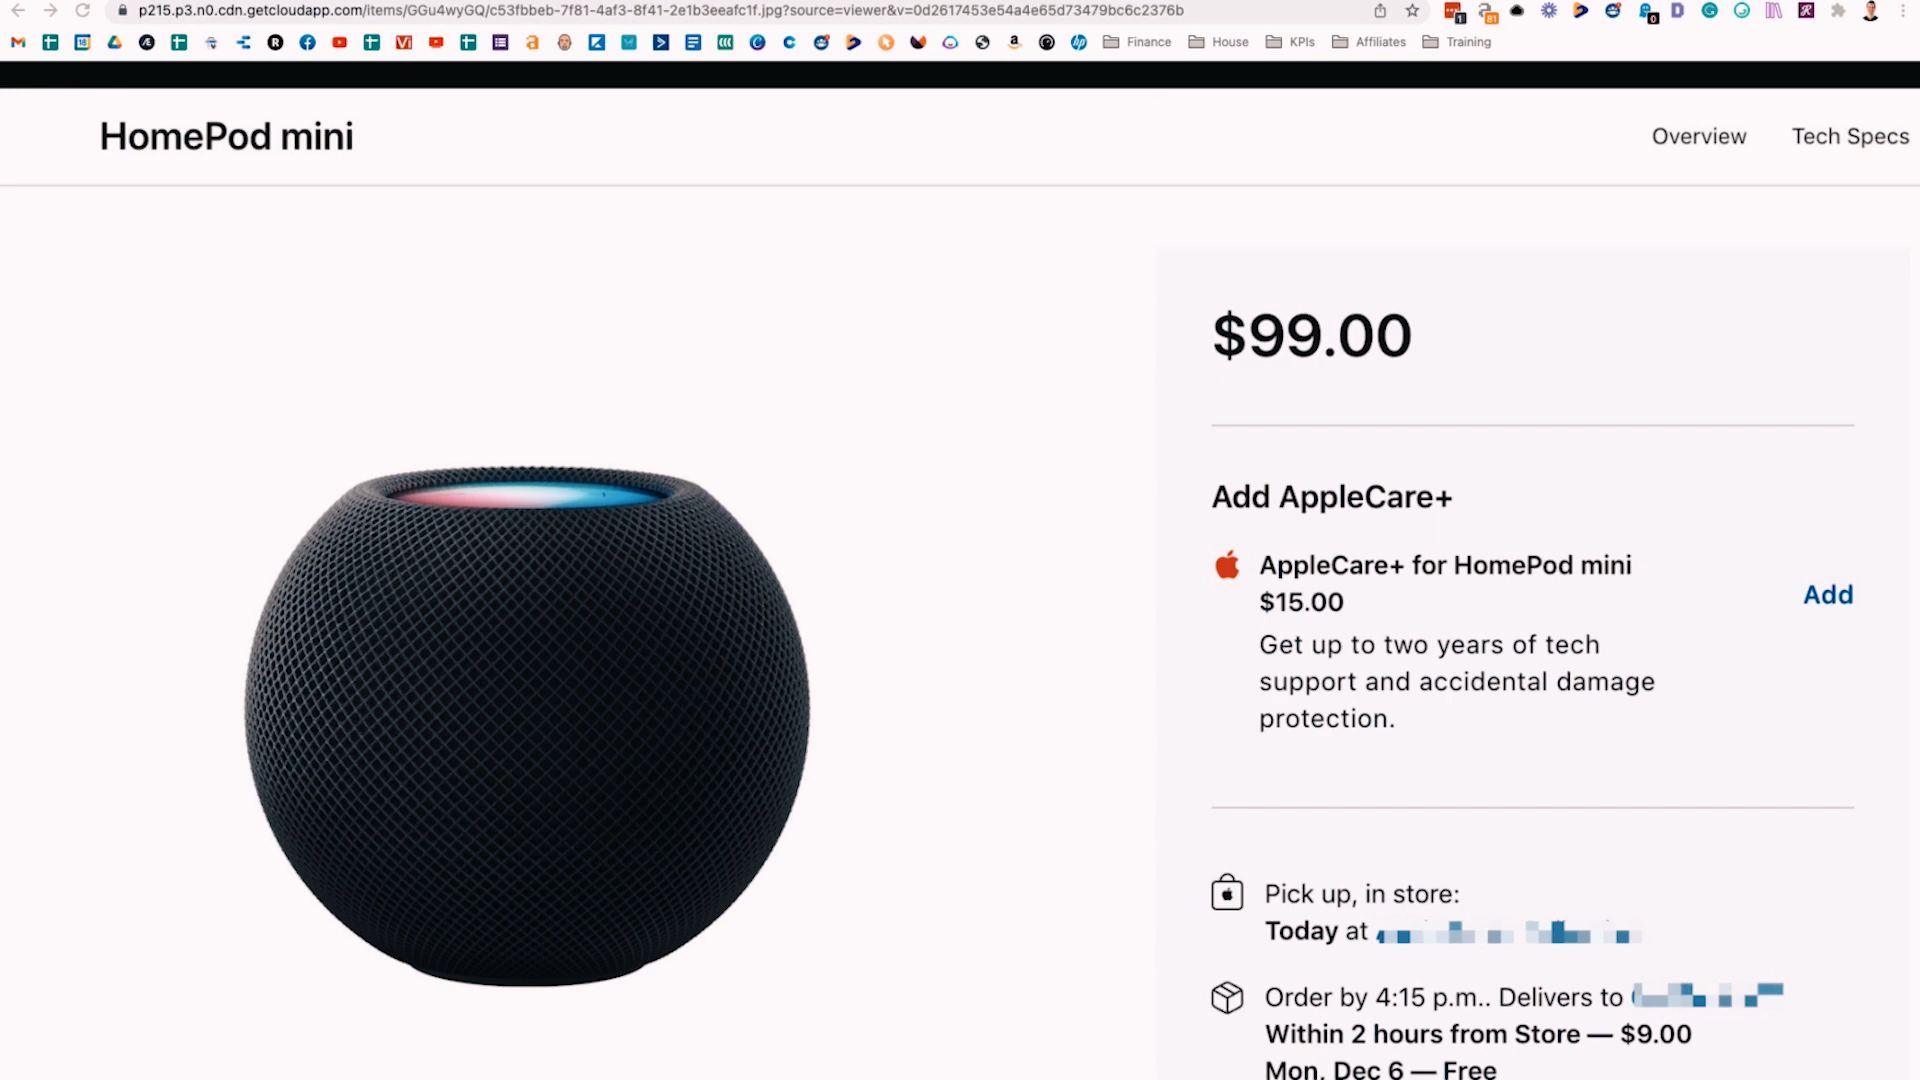 p215.p3.n0.cdn.getcloudapp.com/items/GGu4wyGQ/c53fbbeb-7f81-4af3-8f41-2e1b3eeafc1f.jpg?source=viewer&v=0d2617453e54a4e65d73479bc6c2376b
Finance House KPIs Affiliates Training
HomePod mini Overview Tech Specs
$99.00
Add AppleCare+
AppleCare+ for HomePod mini
$15.00
Add
Get up to two years of tech
support and accidental damage
protection.
Pick up, in store:
Today at
Order by 4:15 p.m.. Delivers to
Within 2 hours from Store — $9.00
Mon, Dec 6 — Free